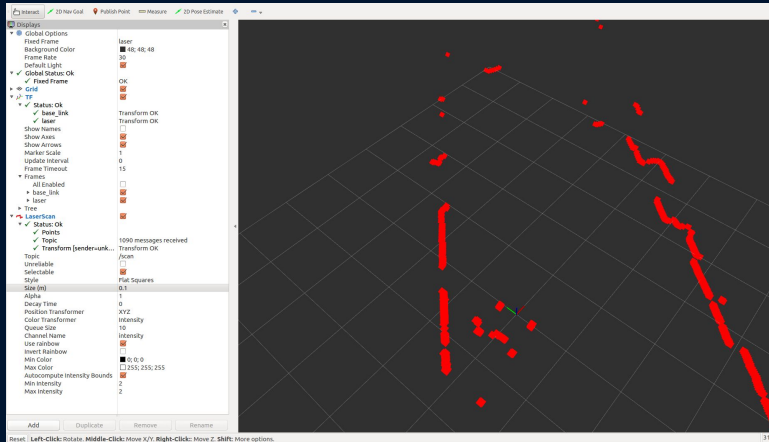 Interact 2D Nav Goal Publish Point Measure 2D Pose Estimate
Displays
Global Options
Fixed Frame laser
Background Color 48; 48; 48
Frame Rate 30
Default Light
Global Status: Ok
Fixed Frame OK
Grid
TF
Status: Ok
base_link Transform OK
laser Transform OK
Show Names
Show Axes
Show Arrows
Marker Scale 1
Update Interval 0
Frame Timeout 15
Frames
All Enabled
base_link
laser
Tree
LaserScan
Status: Ok
Points
Topic 1090 messages received
Transform [sender=unk... Transform OK
Topic /scan
Unreliable
Selectable
Style Flat Squares
Size (m) 0.1
Alpha 1
Decay Time 0
Position Transformer XYZ
Color Transformer Intensity
Queue Size 10
Channel Name intensity
Use rainbow
Invert Rainbow
Min Color 0; 0; 0
Max Color 255; 255; 255
Autocompute Intensity Bounds
Min Intensity 2
Max Intensity 2
Add Duplicate Remove Rename
Reset Left-Click: Rotate. Middle-Click: Move X/Y. Right-Click:: Move Z. Shift: More options. 31